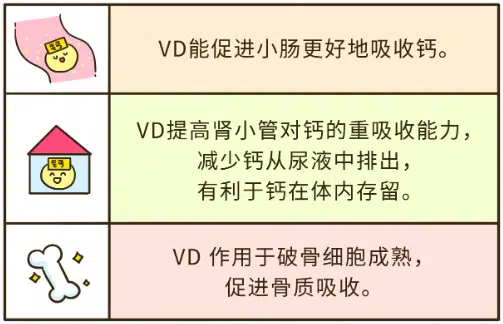 钙
VD能促进小肠更好地吸收钙。
钙
VD提高肾小管对钙的重吸收能力，
减少钙从尿液中排出，
有利于钙在体内存留。
VD 作用于破骨细胞成熟，
促进骨质吸收。